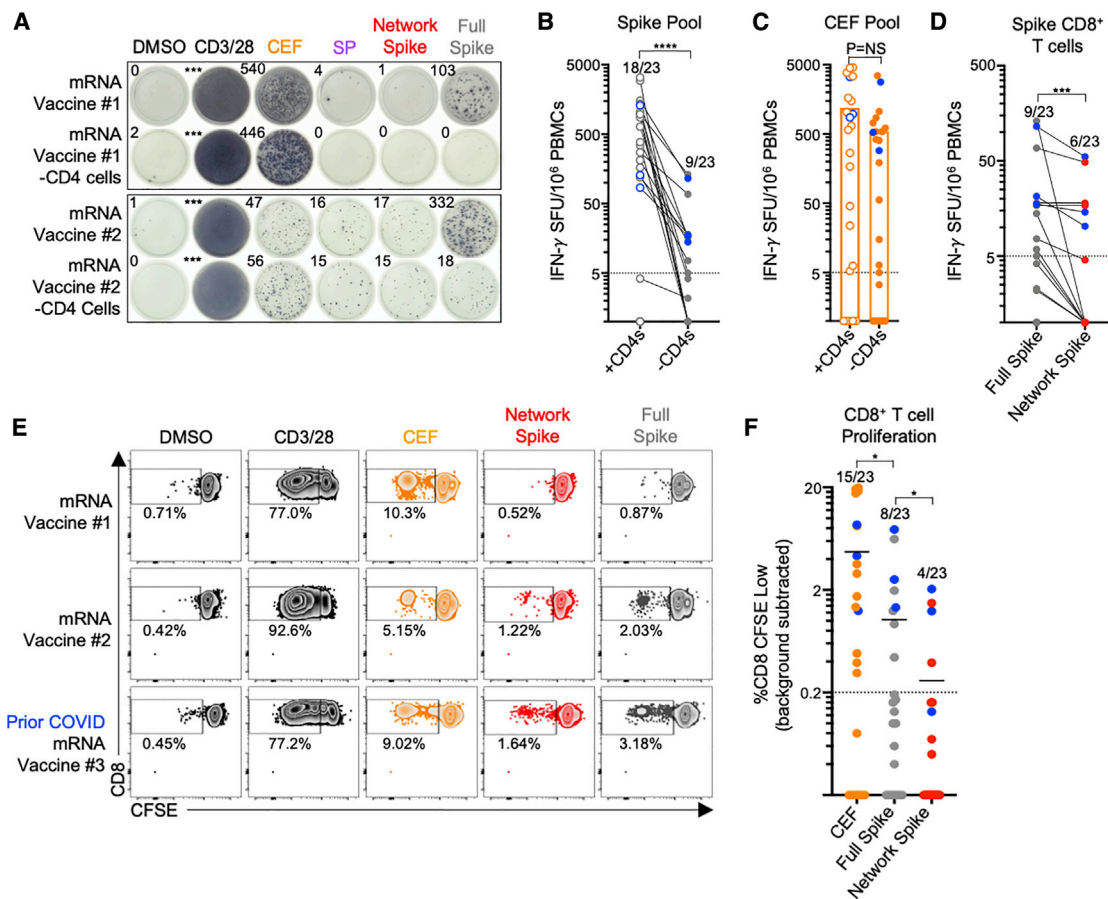 A
DMSO CD3/28 CEF SP Network Spike Full Spike
mRNA Vaccine #1
0 *** 540 4 1 103
mRNA Vaccine #1 -CD4 cells
2 *** 446 0 0 0
mRNA Vaccine #2
1 *** 47 16 17 332
mRNA Vaccine #2 -CD4 Cells
0 *** 56 15 15 18
B
Spike Pool
****
18/23
9/23
5000
500
50
5
IFN-γ SFU/10⁶ PBMCs
+CD4s
-CD4s
C
CEF Pool
P=NS
5000
500
50
5
IFN-γ SFU/10⁶ PBMCs
+CD4s
-CD4s
D
Spike CD8⁺
T cells
***
9/23
6/23
500
50
5
IFN-γ SFU/10⁶ PBMCs
Full Spike
Network Spike
E
DMSO CD3/28 CEF Network Spike Full Spike
mRNA
Vaccine #1
0.71% 77.0% 10.3% 0.52% 0.87%
mRNA
Vaccine #2
0.42% 92.6% 5.15% 1.22% 2.03%
Prior COVID
mRNA
Vaccine #3
0.45% 77.2% 9.02% 1.64% 3.18%
CD8
CFSE
F
CD8⁺ T cell
Proliferation
*
*
15/23
8/23
4/23
20
2
0.2
%CD8 CFSE Low
(background subtracted)
CEF
Full Spike
Network Spike